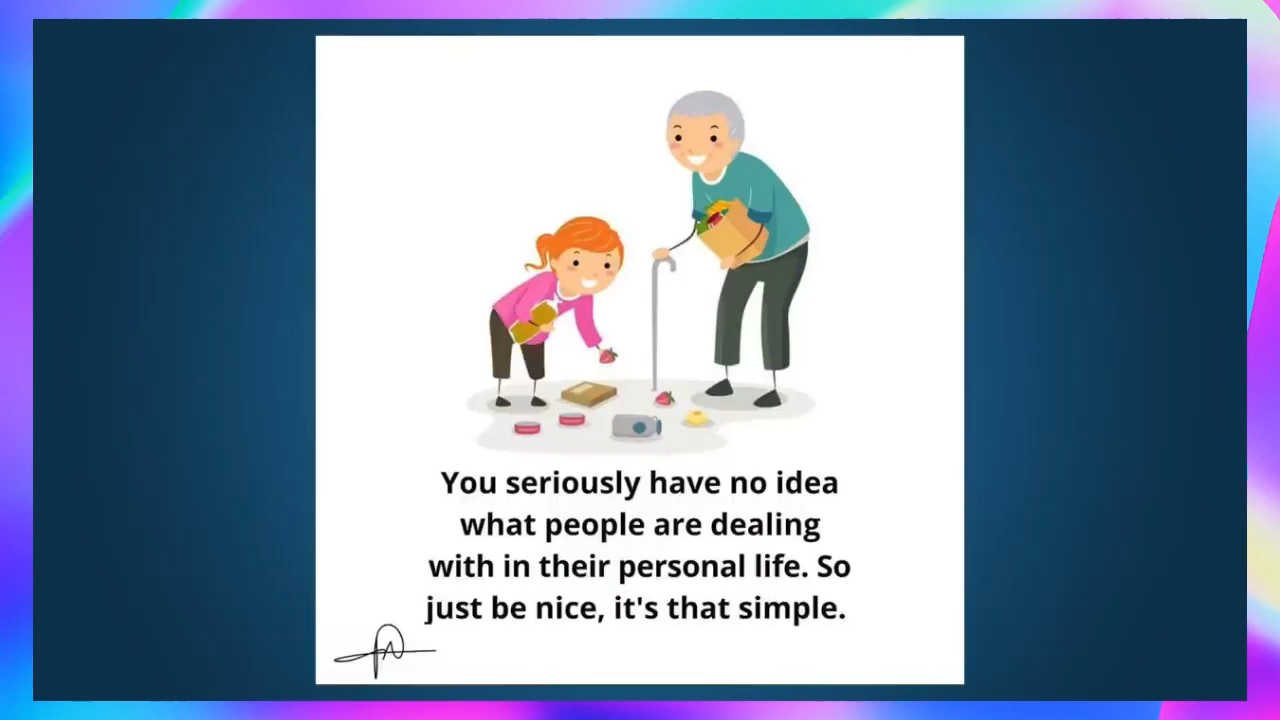 You seriously have no idea
what people are dealing
with in their personal life. So
just be nice, it's that simple.